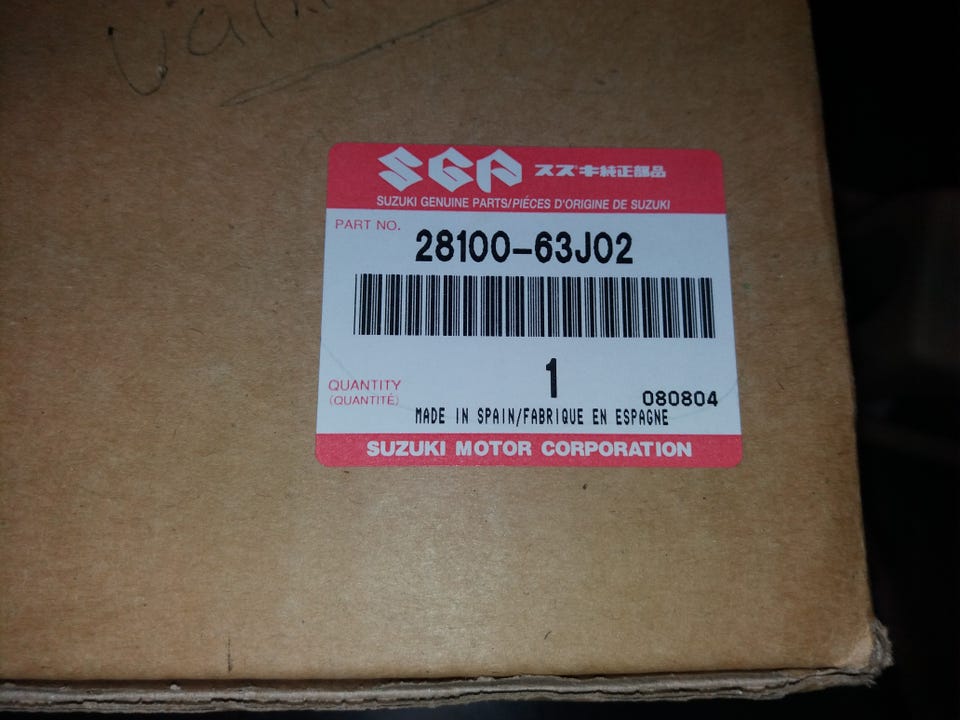 SGP スズキ純正部品
SUZUKI GENUINE PARTS/PIÉCES D'ORIGINE DE SUZUKI
PART NO.
28100-63J02
1
QUANTITY
(QUANTITÉ)
080804
MADE IN SPAIN/FABRIQUE EN ESPAGNE
SUZUKI MOTOR CORPORATION